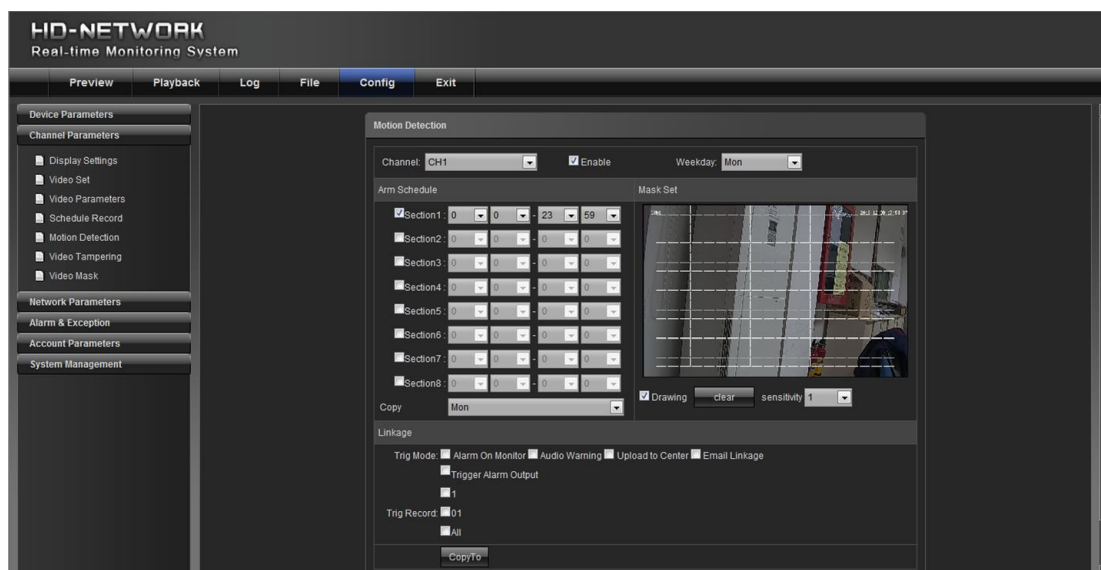 HD-NETWORK
Real-time Monitoring System
Preview Playback Log File Config Exit
Device Parameters
Channel Parameters
Display Settings
Video Set
Video Parameters
Schedule Record
Motion Detection
Video Tampering
Video Mask
Network Parameters
Alarm & Exception
Account Parameters
System Management
Motion Detection
Channel: CH1 Enable Weekday: Mon
Arm Schedule
Section1: 0 0 - 23 59
Section2: 0 0 - 0 0
Section3: 0 0 - 0 0
Section4: 0 0 - 0 0
Section5: 0 0 - 0 0
Section6: 0 0 - 0 0
Section7: 0 0 - 0 0
Section8: 0 0 - 0 0
Copy Mon
Mask Set
Drawing clear sensitivity 1
Linkage
Trig Mode: Alarm On Monitor Audio Warning Upload to Center Email Linkage
Trigger Alarm Output
1
Trig Record: 01
All
CopyTo